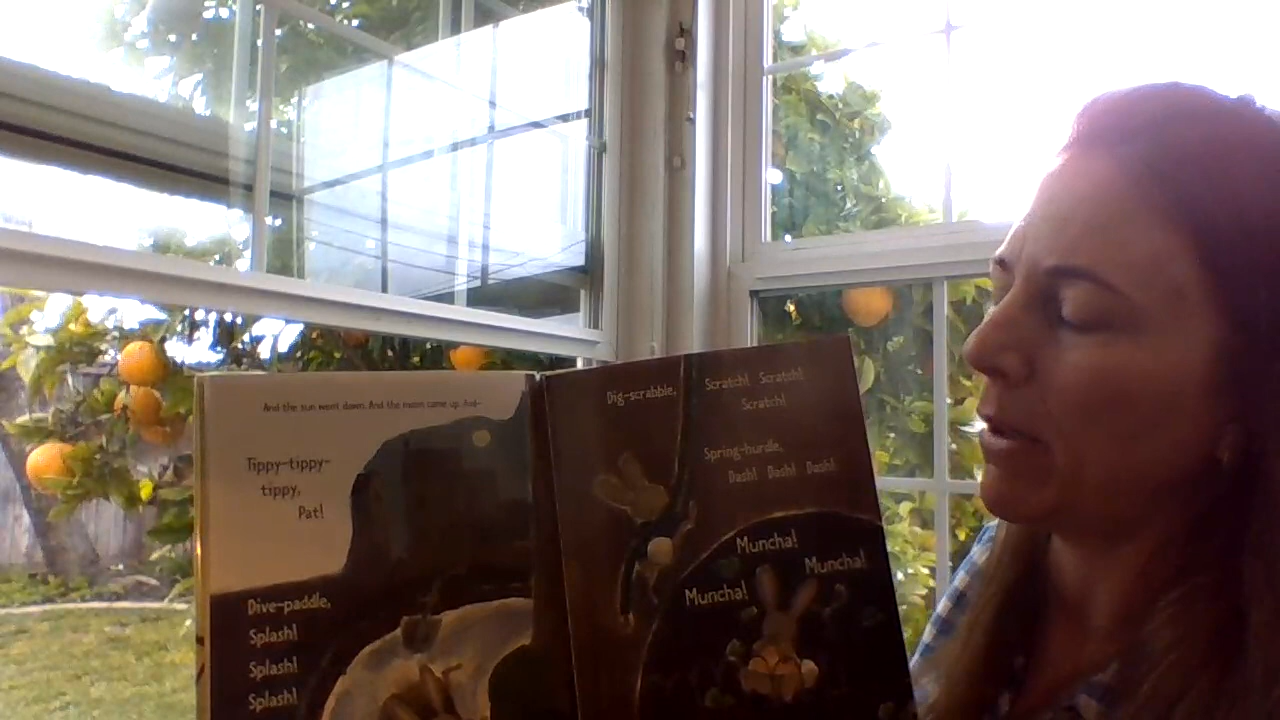 And the sun went down. And the moon came up. And—
Tippy-tippy-
tippy,
Pat!
Dive-paddle,
Splash!
Splash!
Splash!
Dig-scrabble,
Scratch! Scratch!
Scratch!
Spring-hurdle,
Dash! Dash! Dash!
Muncha!
Muncha!
Muncha!